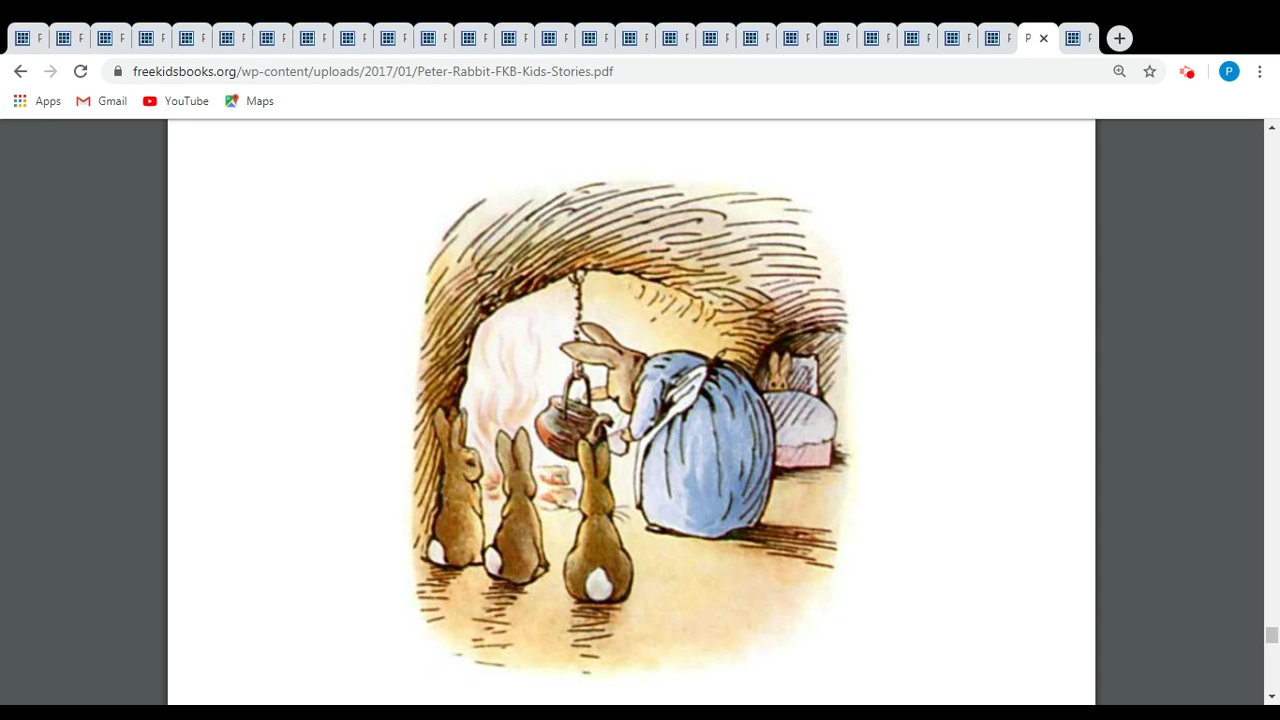 P P P P P P P P P P P P P P P P P P P P P P P P P P P
freekidsbooks.org/wp-content/uploads/2017/01/Peter-Rabbit-FKB-Kids-Stories.pdf
P
Apps Gmail YouTube Maps